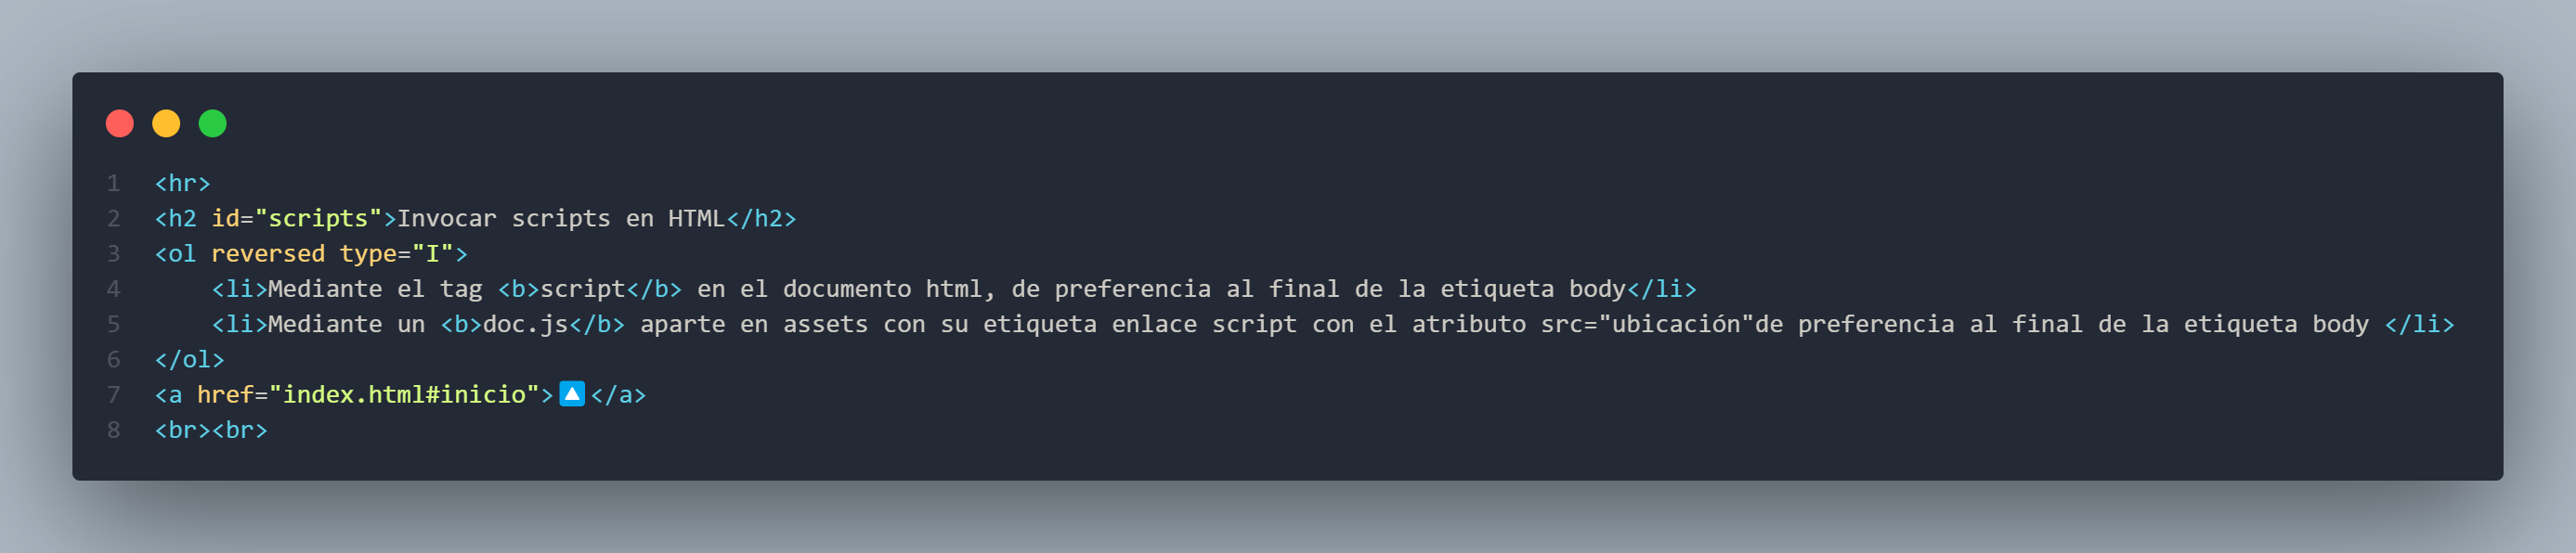 1 <hr>
2 <h2 id="scripts">Invocar scripts en HTML</h2>
3 <ol reversed type="I">
4 <li>Mediante el tag <b>script</b> en el documento html, de preferencia al final de la etiqueta body</li>
5 <li>Mediante un <b>doc.js</b> aparte en assets con su etiqueta enlace script con el atributo src="ubicación"de preferencia al final de la etiqueta body </li>
6 </ol>
7 <a href="index.html#inicio">🔼</a>
8 <br><br>